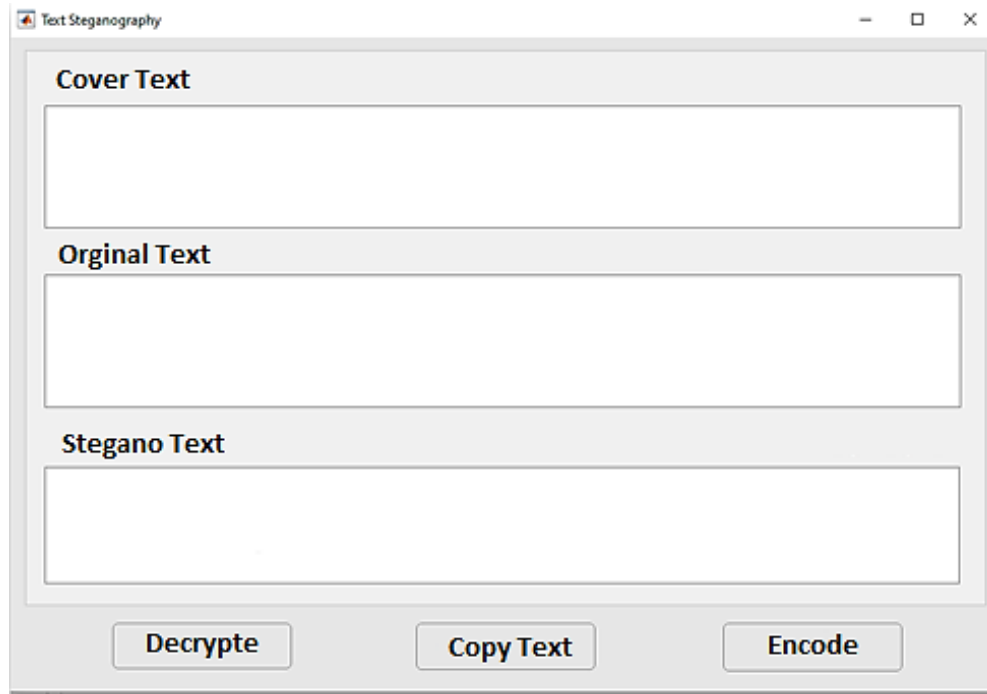 Text Steganography
Cover Text
Orginal Text
Stegano Text
Decrypte
Copy Text
Encode